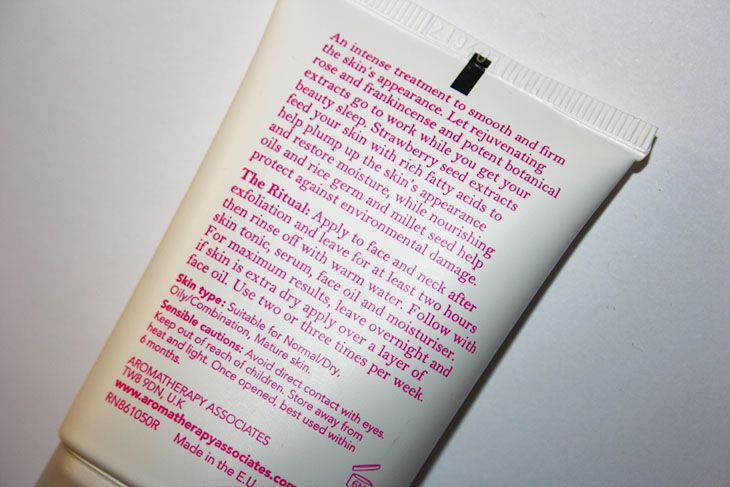 An intense treatment to smooth and firm
the skin's appearance. Let rejuvenating
rose and frankincense and potent botanical
extracts go to work while you get your
beauty sleep. Strawberry seed extracts
feed your skin with rich fatty acids to
help plump up the skin's appearance
and restore moisture, while nourishing
oils and rice germ and millet seed help
protect against environmental damage.
The Ritual: Apply to face and neck after
exfoliation and leave for at least two hours
then rinse off with warm water. Follow with
skin tonic, serum, face oil and moisturiser.
For maximum results, leave overnight and
if skin is extra dry apply over a layer of
face oil. Use two or three times per week.
Skin type: Suitable for Normal/Dry,
Oily/Combination, Mature skin.
Sensible cautions: Avoid direct contact with eyes.
Keep out of reach of children. Store away from
heat and light. Once opened, best used within
6 months.
AROMATHERAPY ASSOCIATES
TW8 9DN, U.K
www.aromatherapyassociates.com
RN861050R
Made in the E.U